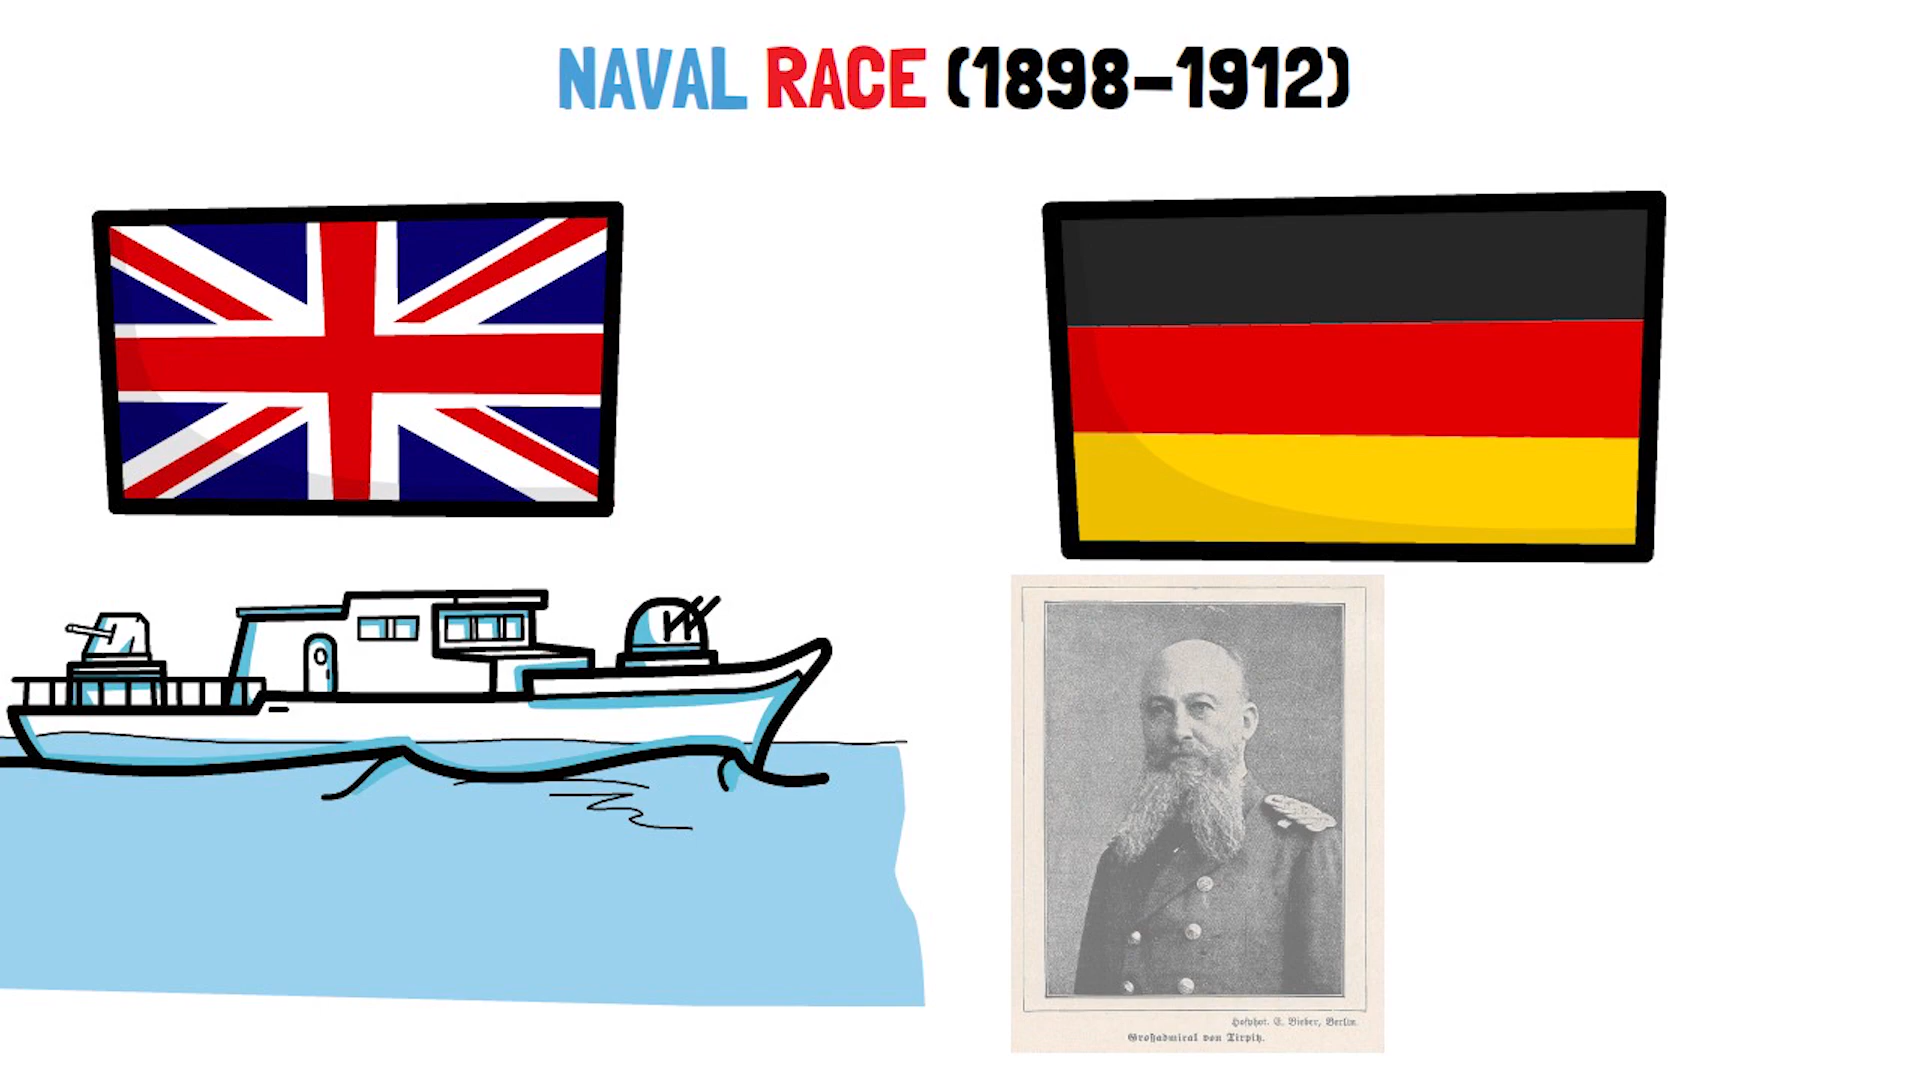 NAVAL RACE (1898-1912)
Hofphot. E. Bieber, Berlin.
Großadmiral von Tirpitz.